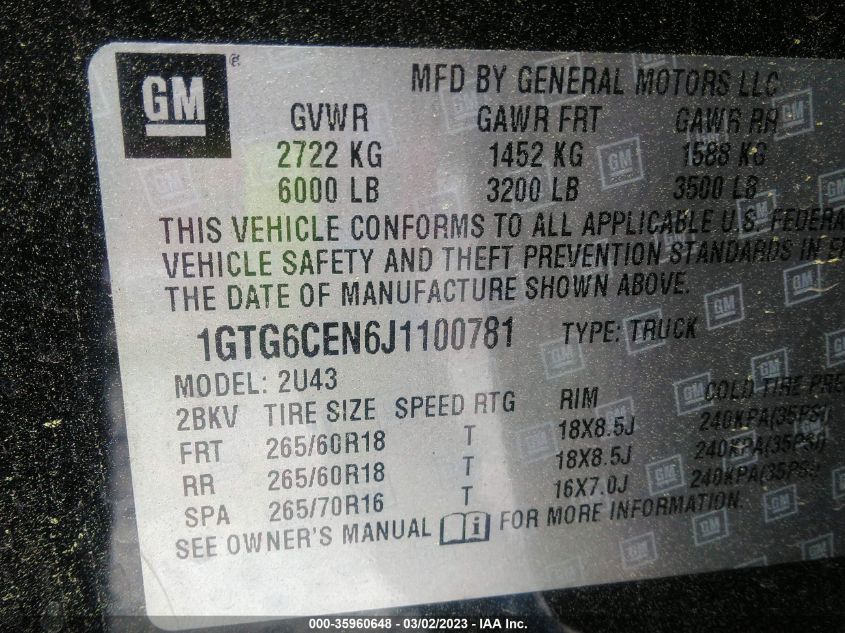 GM ®
MFD BY GENERAL MOTORS LLC
GVWR GAWR FRT GAWR RR
2722 KG 1452 KG 1588 KG
6000 LB 3200 LB 3500 LB
THIS VEHICLE CONFORMS TO ALL APPLICABLE U.S. FEDERA
VEHICLE SAFETY AND THEFT PREVENTION STANDARDS IN
THE DATE OF MANUFACTURE SHOWN ABOVE.
1GTG6CEN6J1100781 TYPE: TRUCK
MODEL: 2U43
2BKV TIRE SIZE SPEED RTG RIM COLD TIRE PRE
FRT 265/60R18 T 18X8.5J 240KPA(35PSI)
RR 265/60R18 T 18X8.5J 240KPA(35PSI)
SPA 265/70R16 T 16X7.0J 240KPA(35PSI)
SEE OWNER'S MANUAL i FOR MORE INFORMATION.
000-35960648 / 03/02/2023 - IAA Inc.